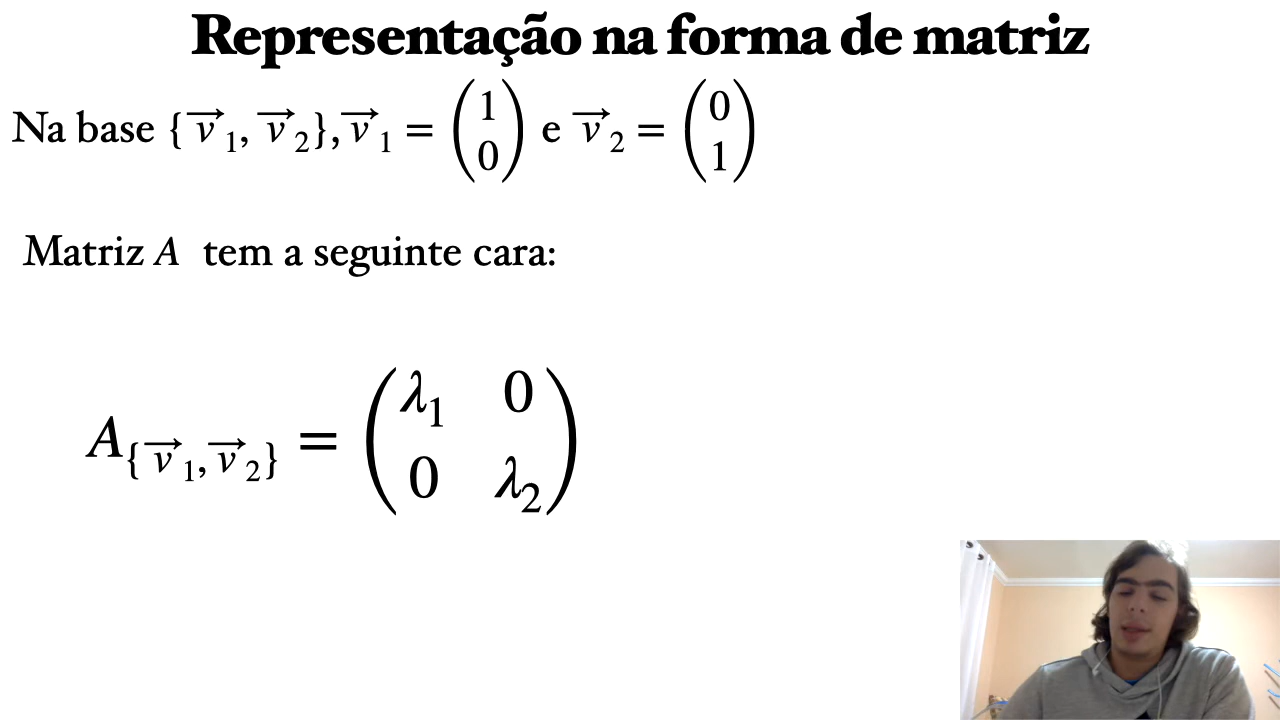 Representação na forma de matriz
Na base {v⃗₁, v⃗₂}, v⃗₁ = (1 0) e v⃗₂ = (0 1)
Matriz A tem a seguinte cara:
A_{v⃗₁, v⃗₂} = (λ₁ 0
0 λ₂)